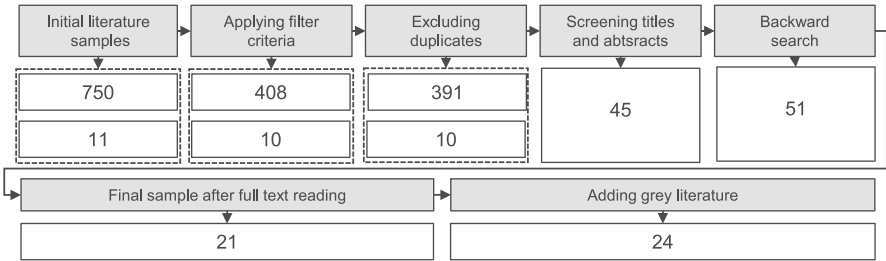 Initial literature
samples
Applying filter
criteria
Excluding
duplicates
Screening titles
and abtsracts
Backward
search
750
408
391
45
51
11
10
10
Final sample after full text reading
Adding grey literature
21
24